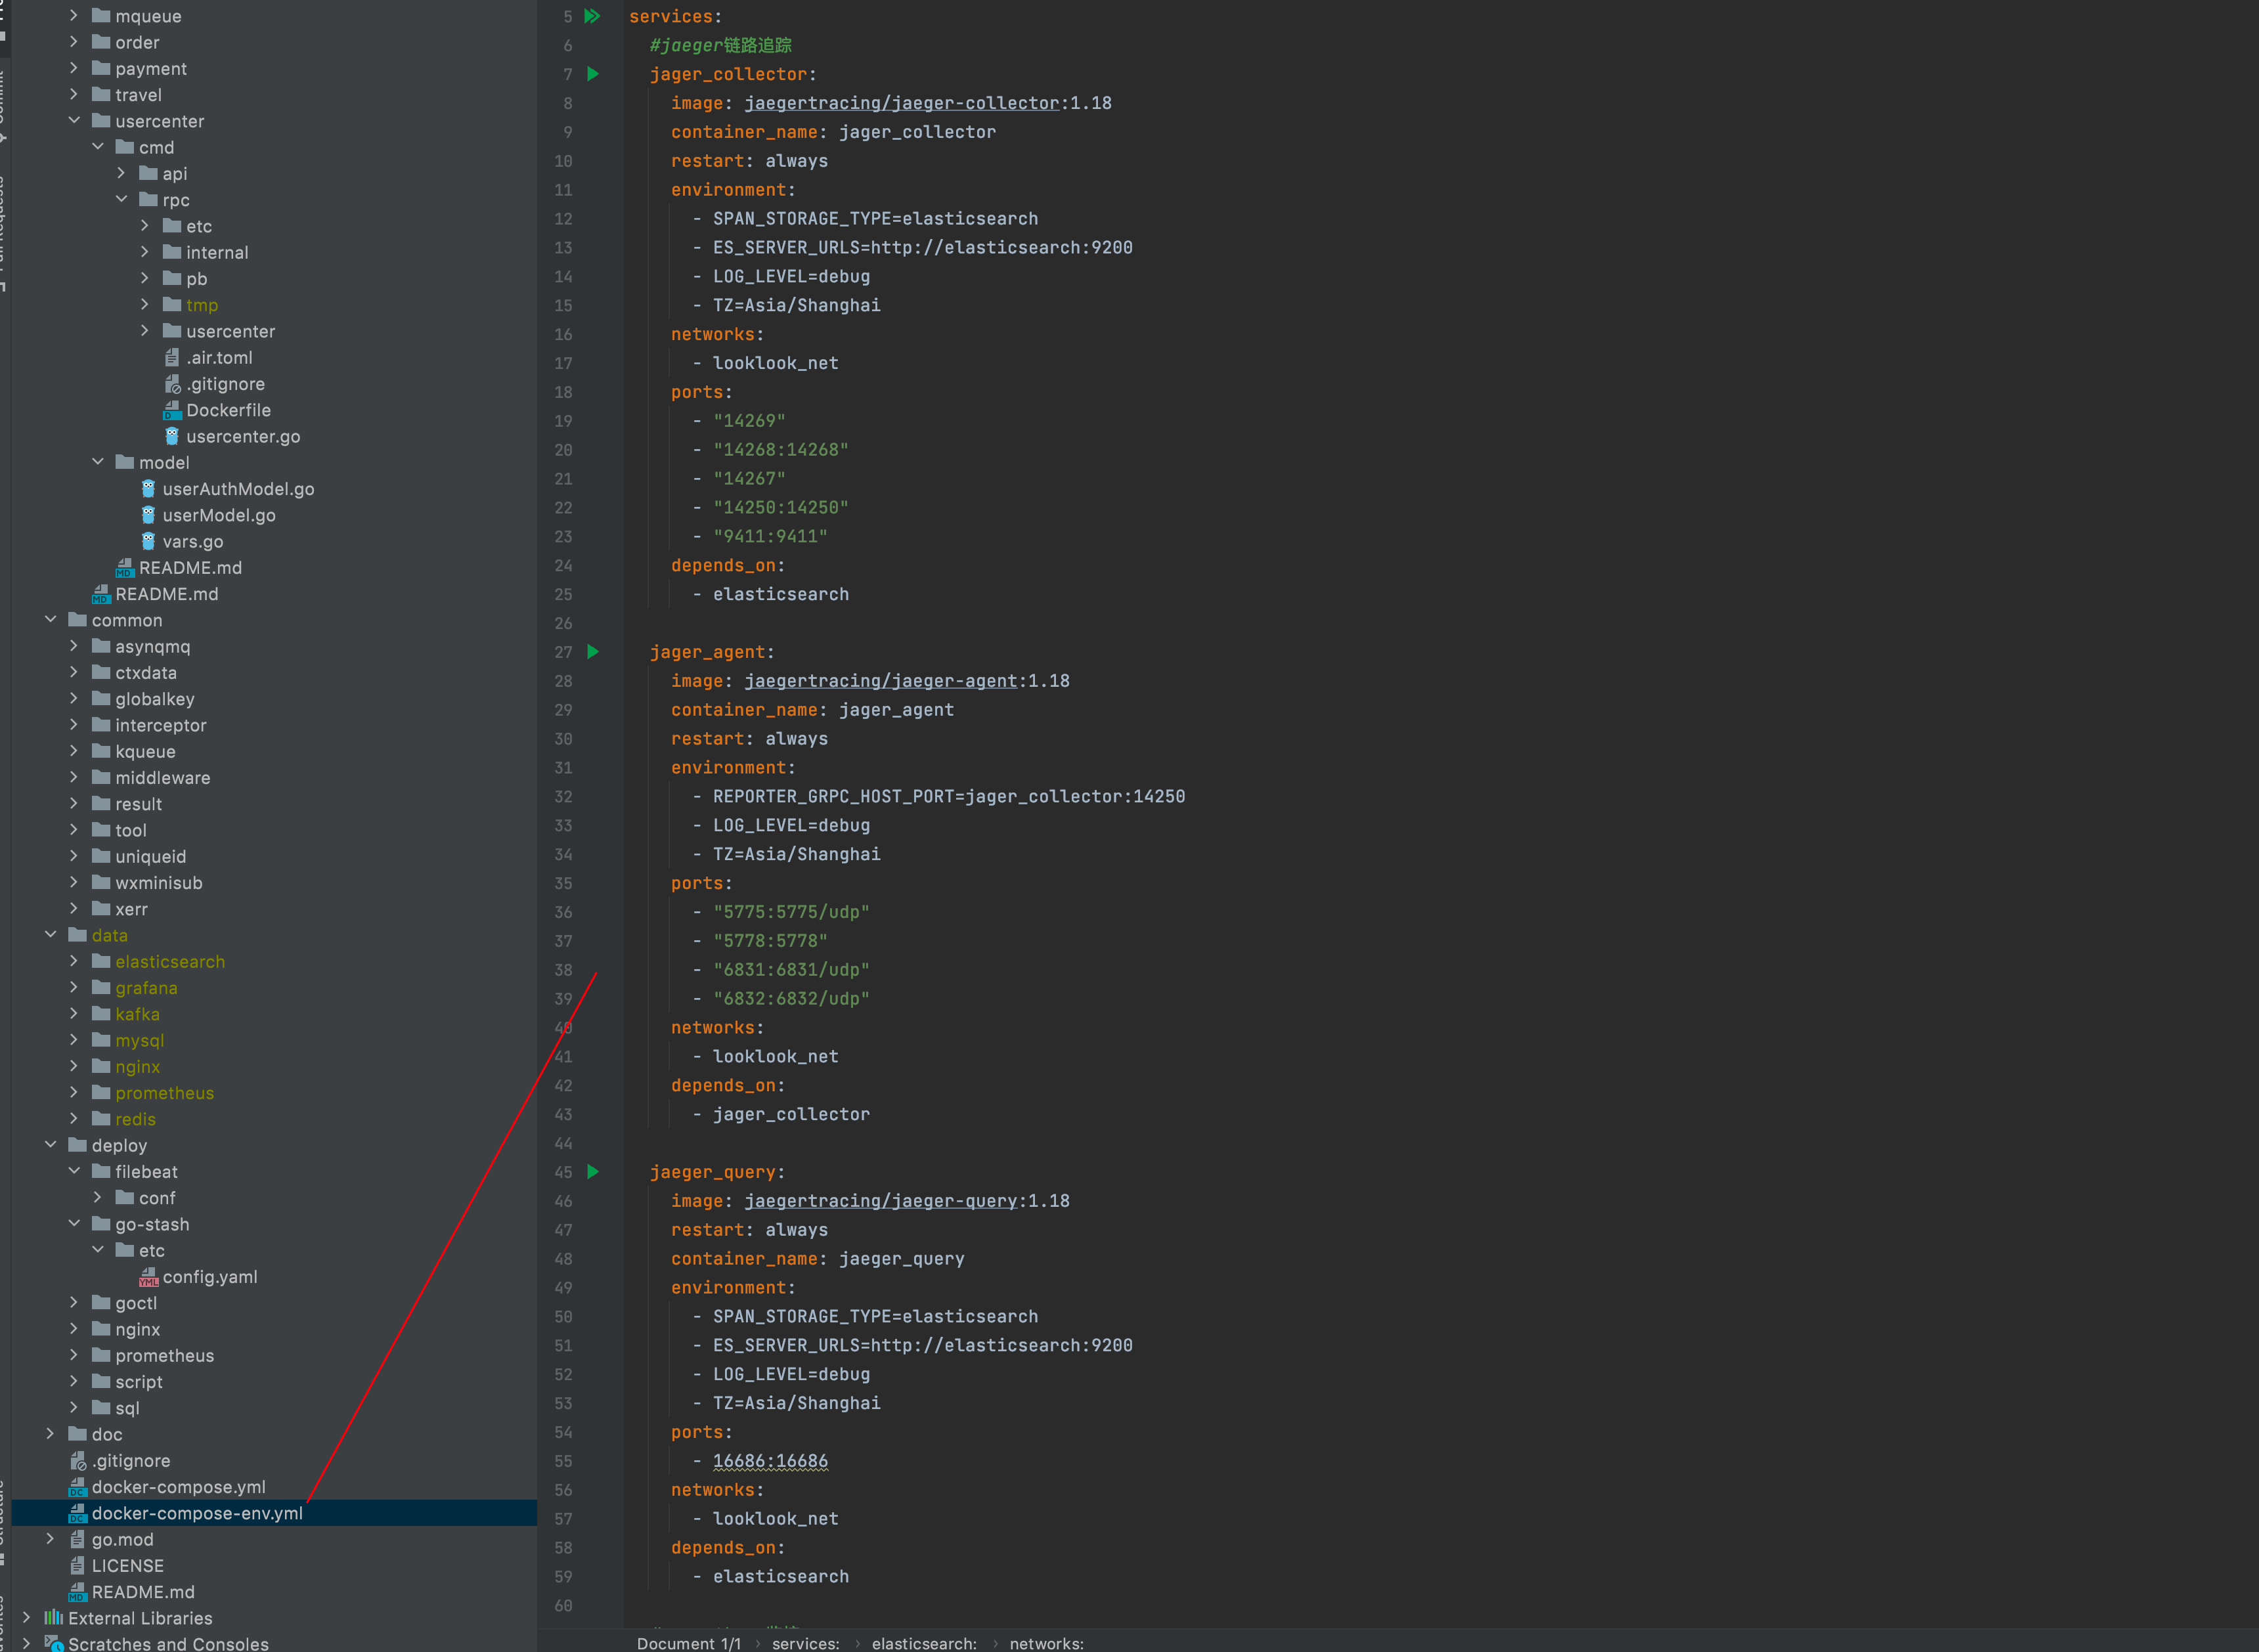 mqueue
order
payment
travel
usercenter
cmd
api
rpc
etc
internal
pb
tmp
usercenter
.air.toml
.gitignore
Dockerfile
usercenter.go
model
userAuthModel.go
userModel.go
vars.go
README.md
README.md
common
asynqmq
ctxdata
globalkey
interceptor
kqueue
middleware
result
tool
uniqueid
wxminisub
xerr
data
elasticsearch
grafana
kafka
mysql
nginx
prometheus
redis
deploy
filebeat
conf
go-stash
etc
config.yaml
goctl
nginx
prometheus
script
sql
doc
.gitignore
docker-compose.yml
docker-compose-env.yml
go.mod
LICENSE
README.md
External Libraries
Scratches and Consoles
5 services:
6 #jaeger链路追踪
7 jager_collector:
8 image: jaegertracing/jaeger-collector:1.18
9 container_name: jager_collector
10 restart: always
11 environment:
12 - SPAN_STORAGE_TYPE=elasticsearch
13 - ES_SERVER_URLS=http://elasticsearch:9200
14 - LOG_LEVEL=debug
15 - TZ=Asia/Shanghai
16 networks:
17 - looklook_net
18 ports:
19 - "14269"
20 - "14268:14268"
21 - "14267"
22 - "14250:14250"
23 - "9411:9411"
24 depends_on:
25 - elasticsearch
26
27 jager_agent:
28 image: jaegertracing/jaeger-agent:1.18
29 container_name: jager_agent
30 restart: always
31 environment:
32 - REPORTER_GRPC_HOST_PORT=jager_collector:14250
33 - LOG_LEVEL=debug
34 - TZ=Asia/Shanghai
35 ports:
36 - "5775:5775/udp"
37 - "5778:5778"
38 - "6831:6831/udp"
39 - "6832:6832/udp"
40 networks:
41 - looklook_net
42 depends_on:
43 - jager_collector
44
45 jaeger_query:
46 image: jaegertracing/jaeger-query:1.18
47 restart: always
48 container_name: jaeger_query
49 environment:
50 - SPAN_STORAGE_TYPE=elasticsearch
51 - ES_SERVER_URLS=http://elasticsearch:9200
52 - LOG_LEVEL=debug
53 - TZ=Asia/Shanghai
54 ports:
55 - 16686:16686
56 networks:
57 - looklook_net
58 depends_on:
59 - elasticsearch
60
Document 1/1 › services: › elasticsearch: › networks: